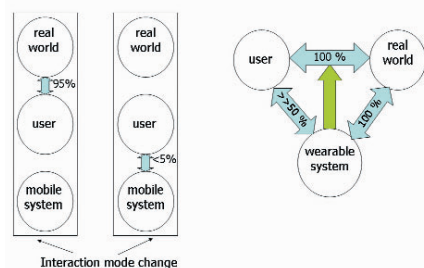 real
world
95%
user
mobile
system
real
world
user
<5%
mobile
system
Interaction mode change
user
100 %
real
world
>>50 %
100 %
wearable
system